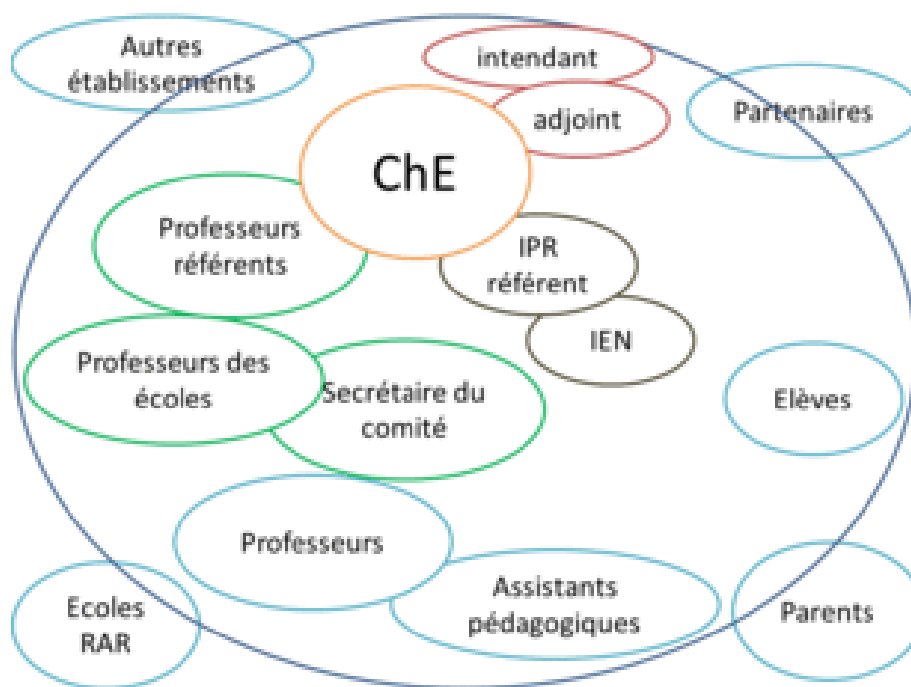 Autres
établissements
intendant
adjoint
Partenaires
ChE
Professeurs
référents
IPR
référent
IEN
Professeurs des
écoles
Secrétaire du
comité
Elèves
Professeurs
Assistants
pédagogiques
Ecoles
RAR
Parents